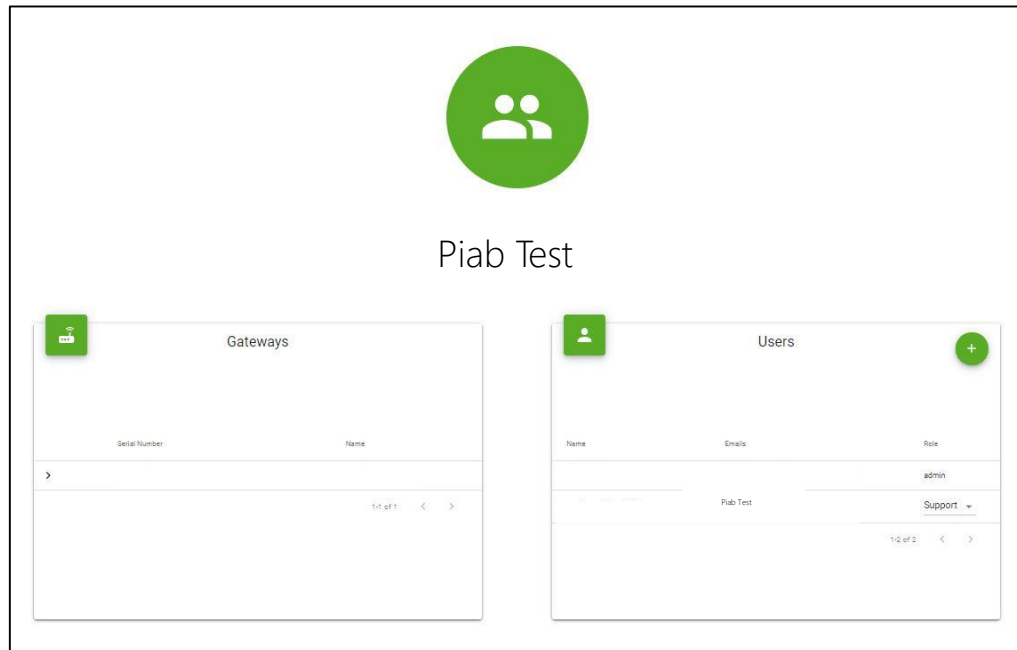 Piab Test
Gateways
Serial Number Name
1-1 of 1
Users
Name Emails Role
admin
Piab Test Support
1-2 of 2